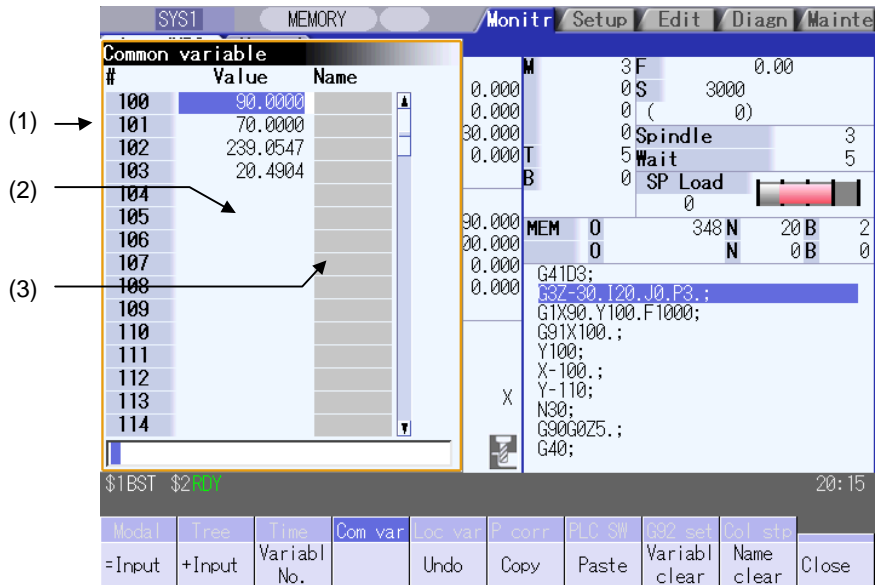 SYS1 MEMORY Monitr Setup Edit Diagn Mainte
Common variable
# Value Name
100 90.0000
(1) 101 70.0000
102 239.0547
103 20.4904
(2) 104
105
106
107
(3) 108
109
110
111
112
113
114
0.000
0.000
30.000
0.000
90.000
00.000
0.000
0.000
X
M 3
0
0
0
T 5
B 0
F 0.00
S 3000
( 0)
Spindle 3
Wait 5
SP Load
0
MEM O 348 N 20 B 2
O N 0 B 0
G41D3;
G3Z-30.I20.J0.P3.;
G1X90.Y100.F1000;
G91X100.;
Y100;
X-100.;
Y-110;
N30;
G90G0Z5.;
G40;
$1BST $2RDY 20:15
Modal Tree Time Com var Loc var P corr PLC SW G92 set Col stp
=Input +Input Variabl No. Undo Copy Paste Variabl clear Name clear Close